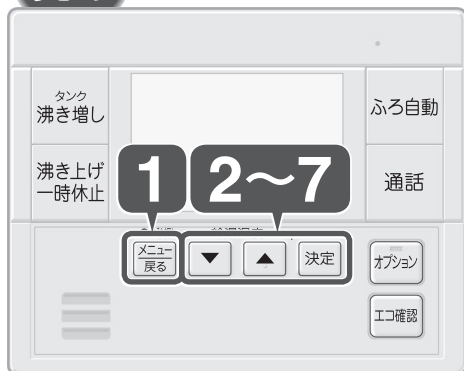 タンク
沸き増し
ふろ自動
沸き上げ
一時休止
通話
1
2〜7
メニュー
戻る
▼
▲
決定
オプション
エコ確認